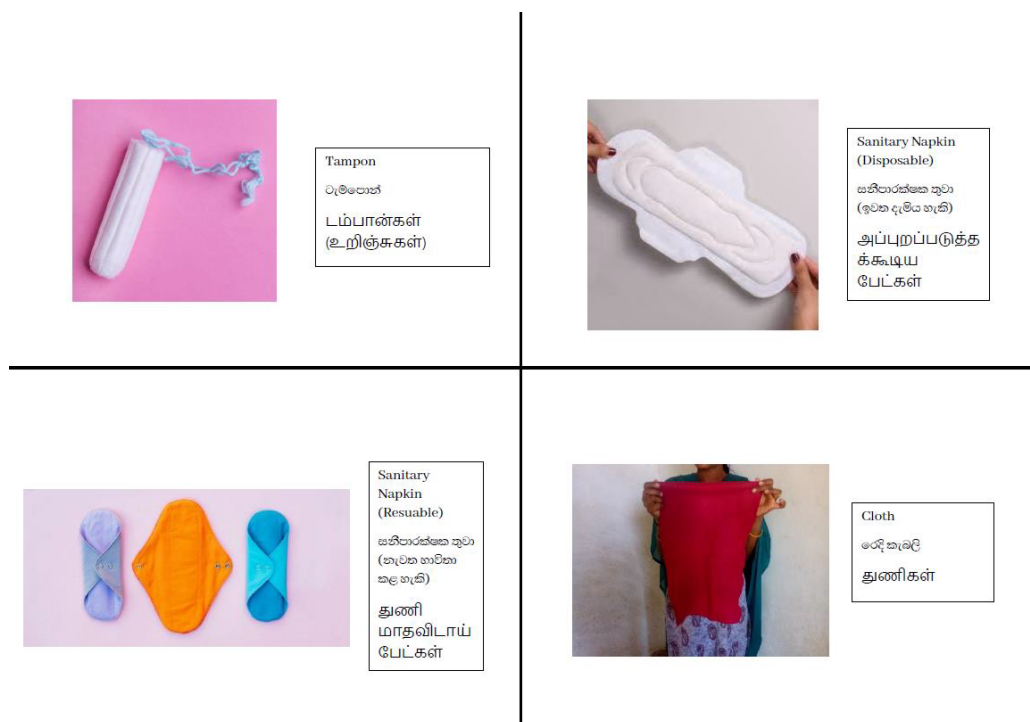 Tampon
ටැම්පොන්
டம்பான்கள்
(உறிஞ்சுகள்)
Sanitary Napkin
(Disposable)
සනීපාරක්ෂක තුවා
(ඉවත දැමිය හැකි)
அப்புறப்படுத்த
க்கூடிய
பேட்கள்
Sanitary
Napkin
(Resuable)
සනීපාරක්ෂක තුවා
(නැවත භාවිතා
කළ හැකි)
துணி
மாதவிடாய்
பேட்கள்
Cloth
රෙදි කැබලි
துணிகள்